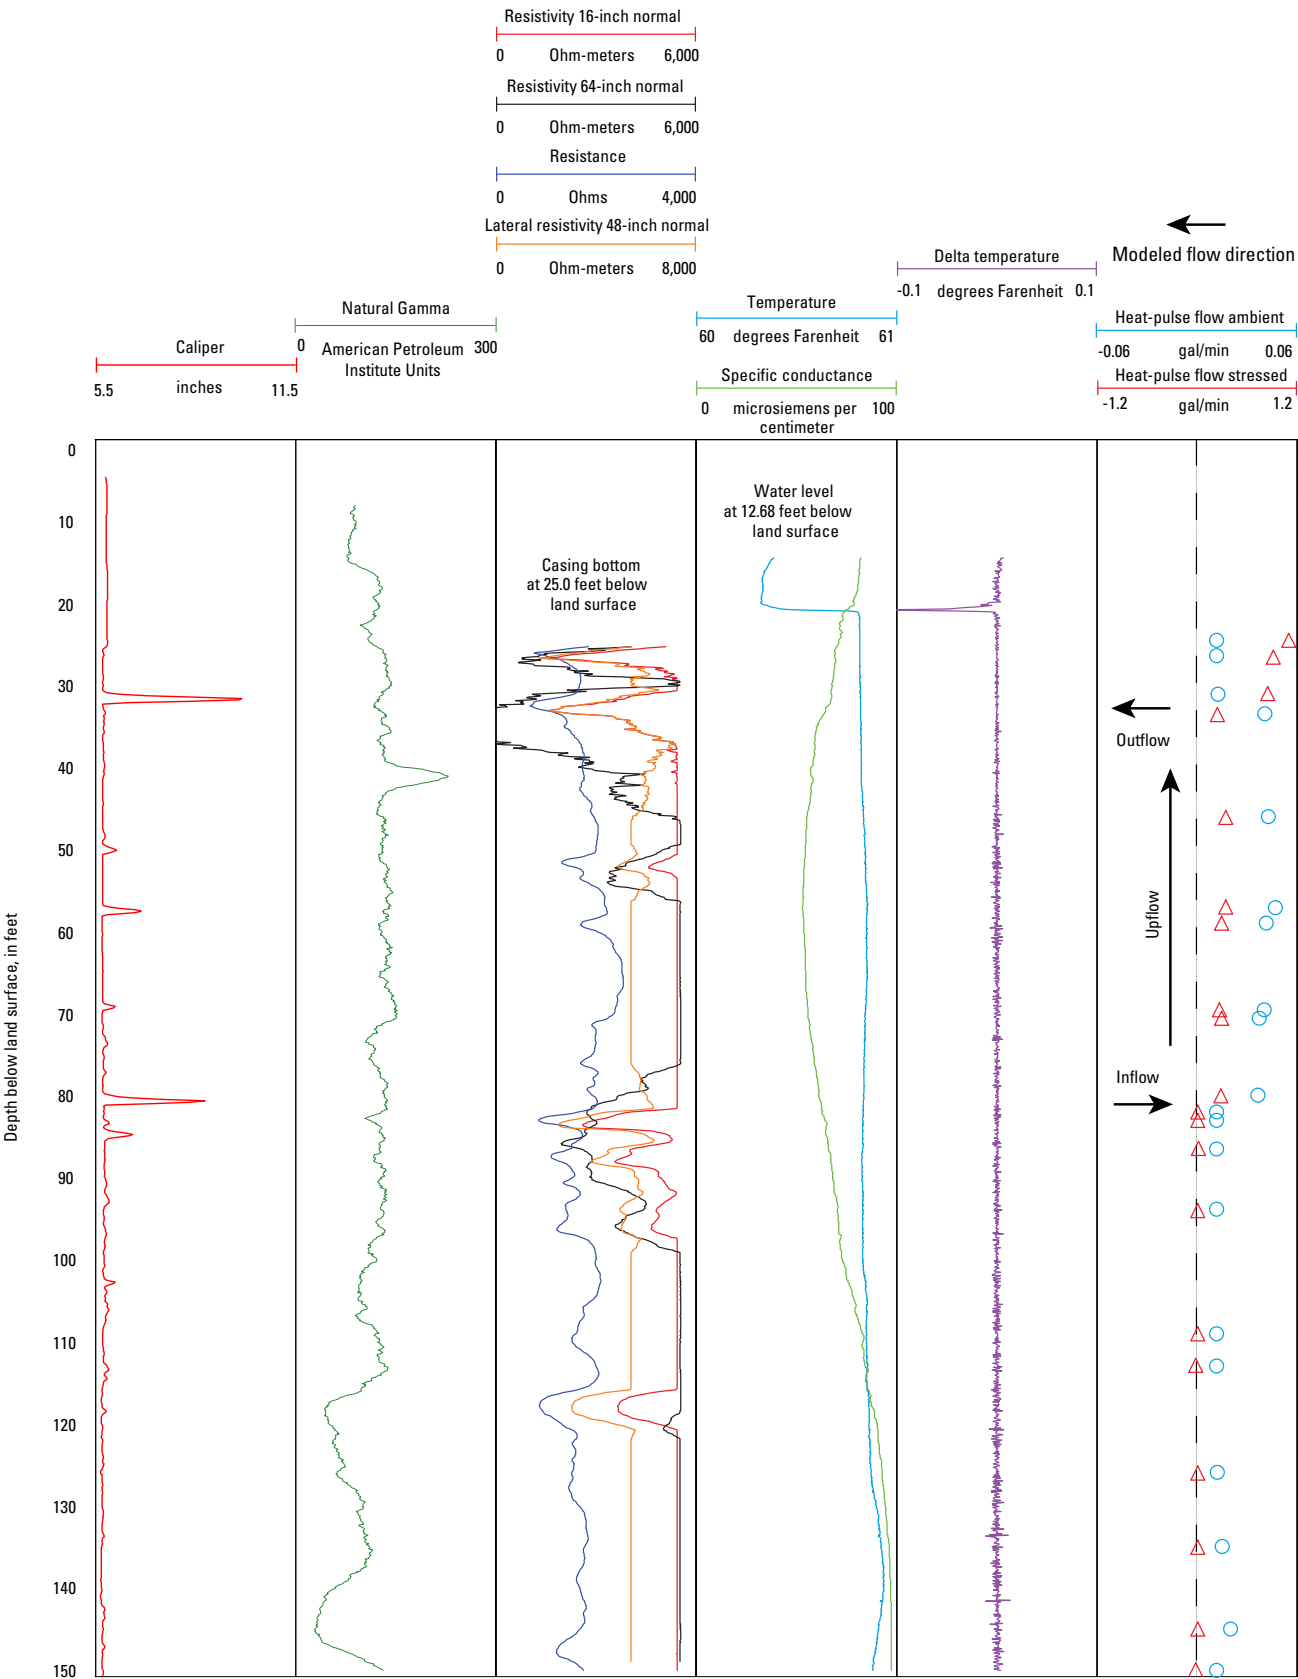 Resistivity 16-inch normal
0 Ohm-meters 6,000
Resistivity 64-inch normal
0 Ohm-meters 6,000
Resistance
0 Ohms 4,000
Lateral resistivity 48-inch normal
0 Ohm-meters 8,000
Modeled flow direction
Delta temperature
-0.1 degrees Farenheit 0.1
Natural Gamma
0 American Petroleum 300
Institute Units
Temperature
60 degrees Farenheit 61
Heat-pulse flow ambient
-0.06 gal/min 0.06
Caliper
5.5 inches 11.5
Specific conductance
0 microsiemens per 100
centimeter
Heat-pulse flow stressed
-1.2 gal/min 1.2
Depth below land surface, in feet
0
10
20
30
40
50
60
70
80
90
100
110
120
130
140
150
Casing bottom
at 25.0 feet below
land surface
Water level
at 12.68 feet below
land surface
Outflow
Upflow
Inflow